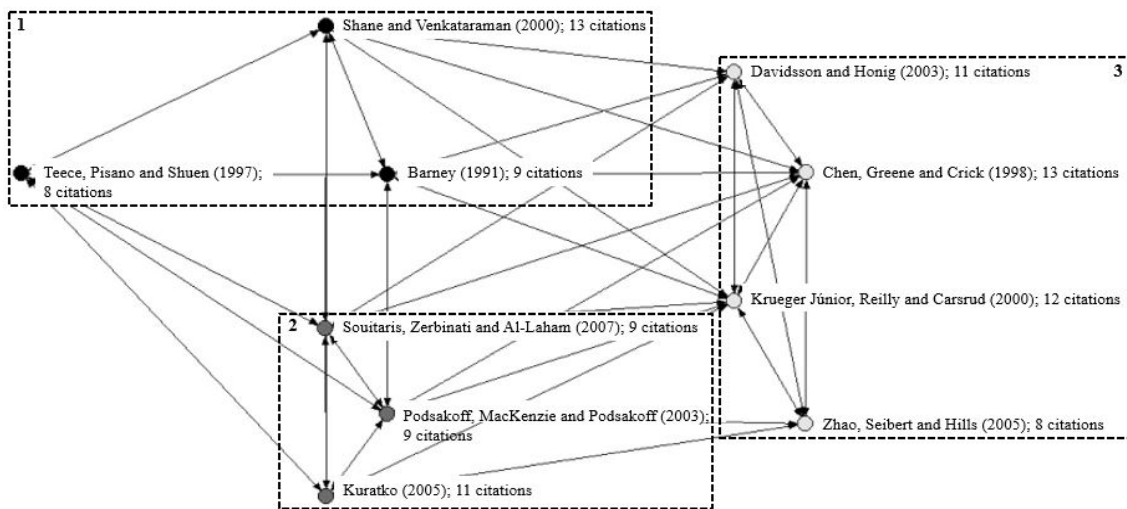 1
Shane and Venkataraman (2000); 13 citations
Davidsson and Honig (2003); 11 citations
3
Teece, Pisano and Shuen (1997);
8 citations
Barney (1991); 9 citations
Chen, Greene and Crick (1998); 13 citations
Krueger Júnior, Reilly and Carsrud (2000); 12 citations
2
Souitaris, Zerbinati and Al-Laham (2007); 9 citations
Podsakoff, MacKenzie and Podsakoff (2003);
9 citations
Zhao, Seibert and Hills (2005); 8 citations
Kuratko (2005); 11 citations